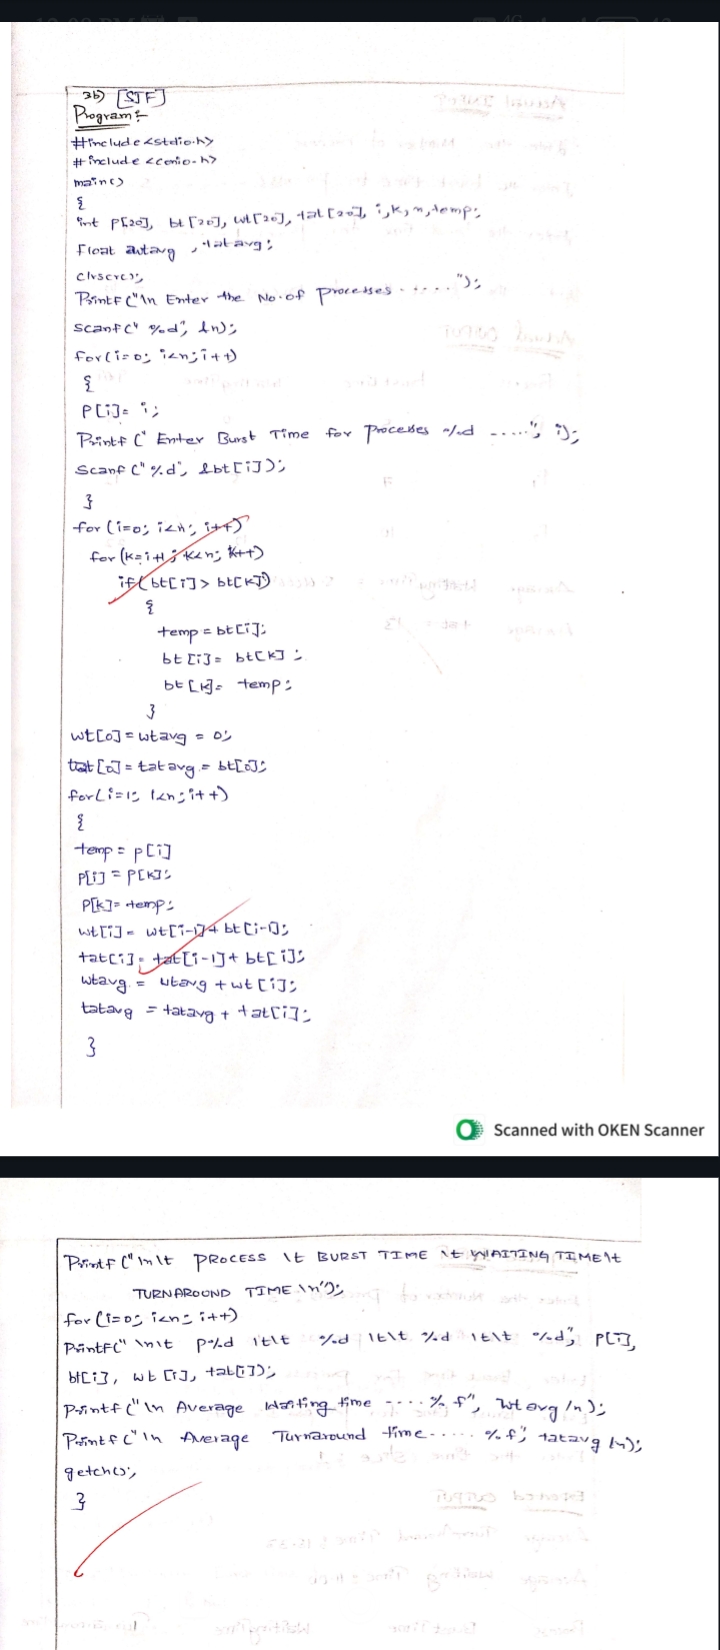 3b) [SJF]
Program:-
#include<stdio.h>
#include<conio.h>
main()
{
int p[20], bt[20], wt[20], tat[20], i,k,n,temp;
float wtavg, tatavg;
clrscr();
Printf("\n Enter the No.of processes ......");
Scanf("%d", &n);
for(i=0; i<n; i++)
{
P[i]= i;
Printf(" Enter Burst Time for processes %d .....", i);
Scanf("%d", &bt[i]);
}
for(i=0; i<n; i++)
for(k=i+1; k<n; k++)
if(bt[i]> bt[k])
{
temp = bt[i];
bt[i]= bt[k];
bt[k]= temp;
}
wt[0]=wtavg = 0;
tat[0]=tatavg = bt[0];
for(i=1; i<n; i++)
{
temp = p[i]
P[i] = P[k];
P[k]= temp;
wt[i]= wt[i-1]+ bt[i-1];
tat[i]= tat[i-1]+ bt[i];
wtavg = wtavg + wt[i];
tatavg = tatavg + tat[i];
}
Scanned with OKEN Scanner
Printf("\n\t PROCESS \t BURST TIME \t WAITING TIME\t
TURNAROUND TIME \n");
for(i=0; i<n; i++)
Printf(" \n\t P%d \t\t %d \t\t %d \t\t %d", P[i],
bt[i], wt[i], tat[i]);
Printf("\n Average Waiting time ....%f", wtavg/n);
Printf("\n Average Turnaround time..... %f", tatavg/n);
getch();
}